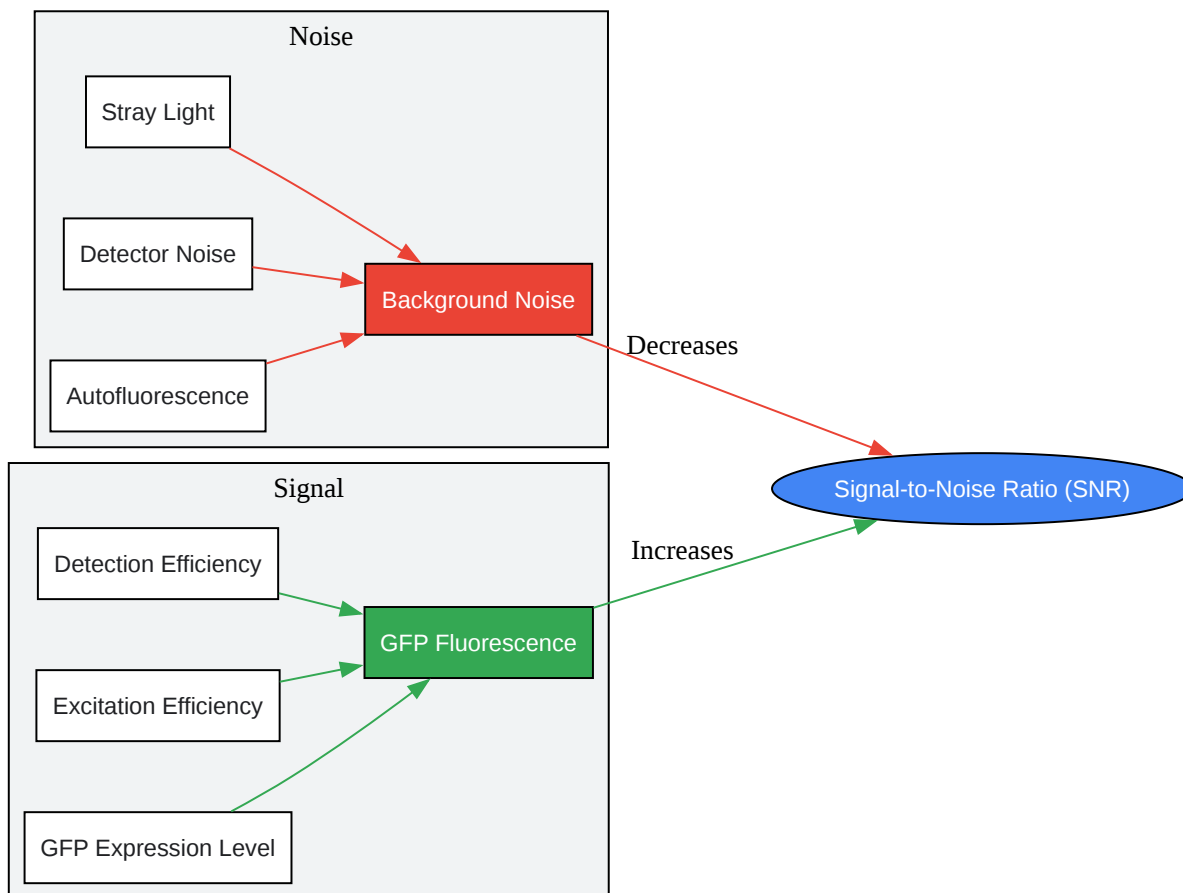 Noise
Stray Light
Detector Noise
Background Noise
Autofluorescence
Decreases
Signal-to-Noise Ratio (SNR)
Signal
Detection Efficiency
Increases
GFP Fluorescence
Excitation Efficiency
GFP Expression Level